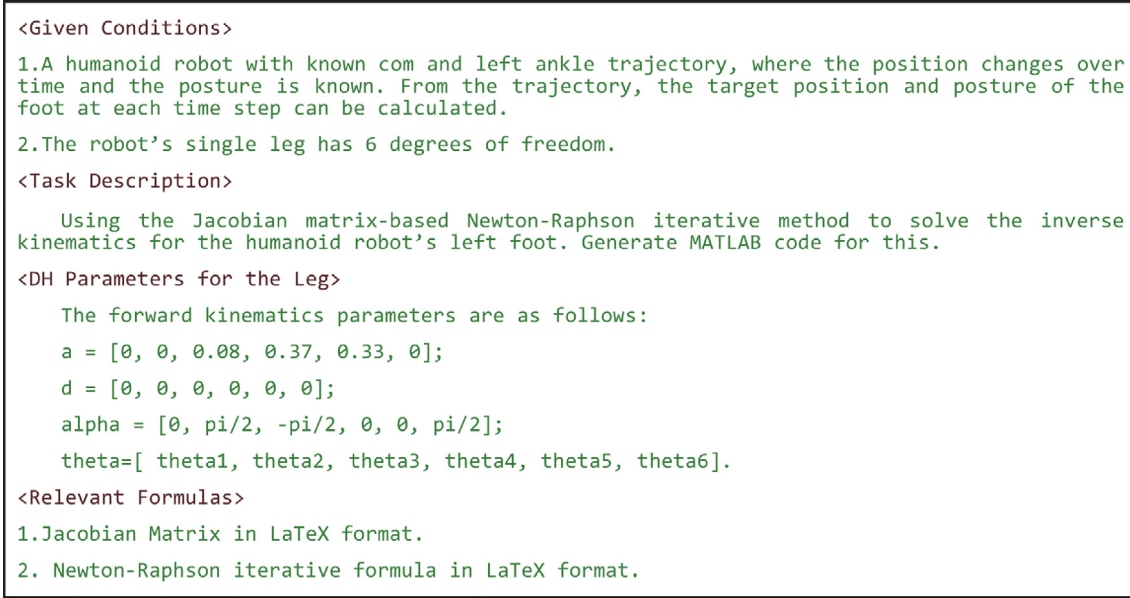 <Given Conditions>
1.A humanoid robot with known com and left ankle trajectory, where the position changes over
time and the posture is known. From the trajectory, the target position and posture of the
foot at each time step can be calculated.
2.The robot’s single leg has 6 degrees of freedom.
<Task Description>
Using the Jacobian matrix-based Newton-Raphson iterative method to solve the inverse
kinematics for the humanoid robot’s left foot. Generate MATLAB code for this.
<DH Parameters for the Leg>
The forward kinematics parameters are as follows:
a = [0, 0, 0.08, 0.37, 0.33, 0];
d = [0, 0, 0, 0, 0, 0];
alpha = [0, pi/2, -pi/2, 0, 0, pi/2];
theta=[ theta1, theta2, theta3, theta4, theta5, theta6].
<Relevant Formulas>
1.Jacobian Matrix in LaTeX format.
2. Newton-Raphson iterative formula in LaTeX format.